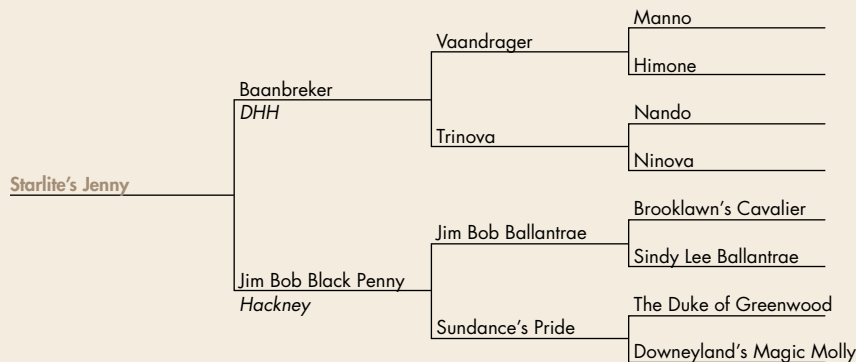 Manno
Vaandrager
Himone
Baanbreker
DHH
Nando
Trinova
Ninova
Starlite's Jenny
Brooklawn's Cavalier
Jim Bob Ballantrae
Sindy Lee Ballantrae
Jim Bob Black Penny
Hackney
The Duke of Greenwood
Sundance's Pride
Downeyland's Magic Molly